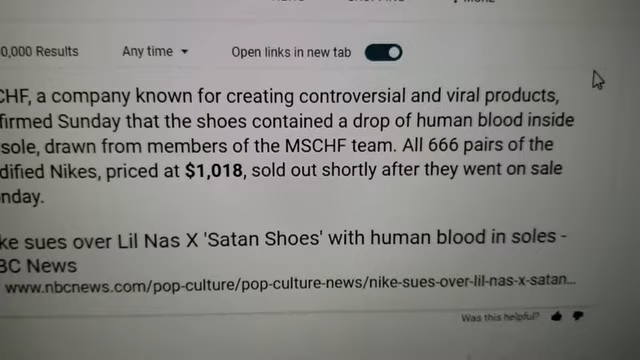 0,000 Results Any time Open links in new tab
CHF, a company known for creating controversial and viral products,
firmed Sunday that the shoes contained a drop of human blood inside
sole, drawn from members of the MSCHF team. All 666 pairs of the
dified Nikes, priced at $1,018, sold out shortly after they went on sale
nday.
ke sues over Lil Nas X 'Satan Shoes' with human blood in soles -
BC News
www.nbcnews.com/pop-culture/pop-culture-news/nike-sues-over-lil-nas-x-satan...
Was this helpful?